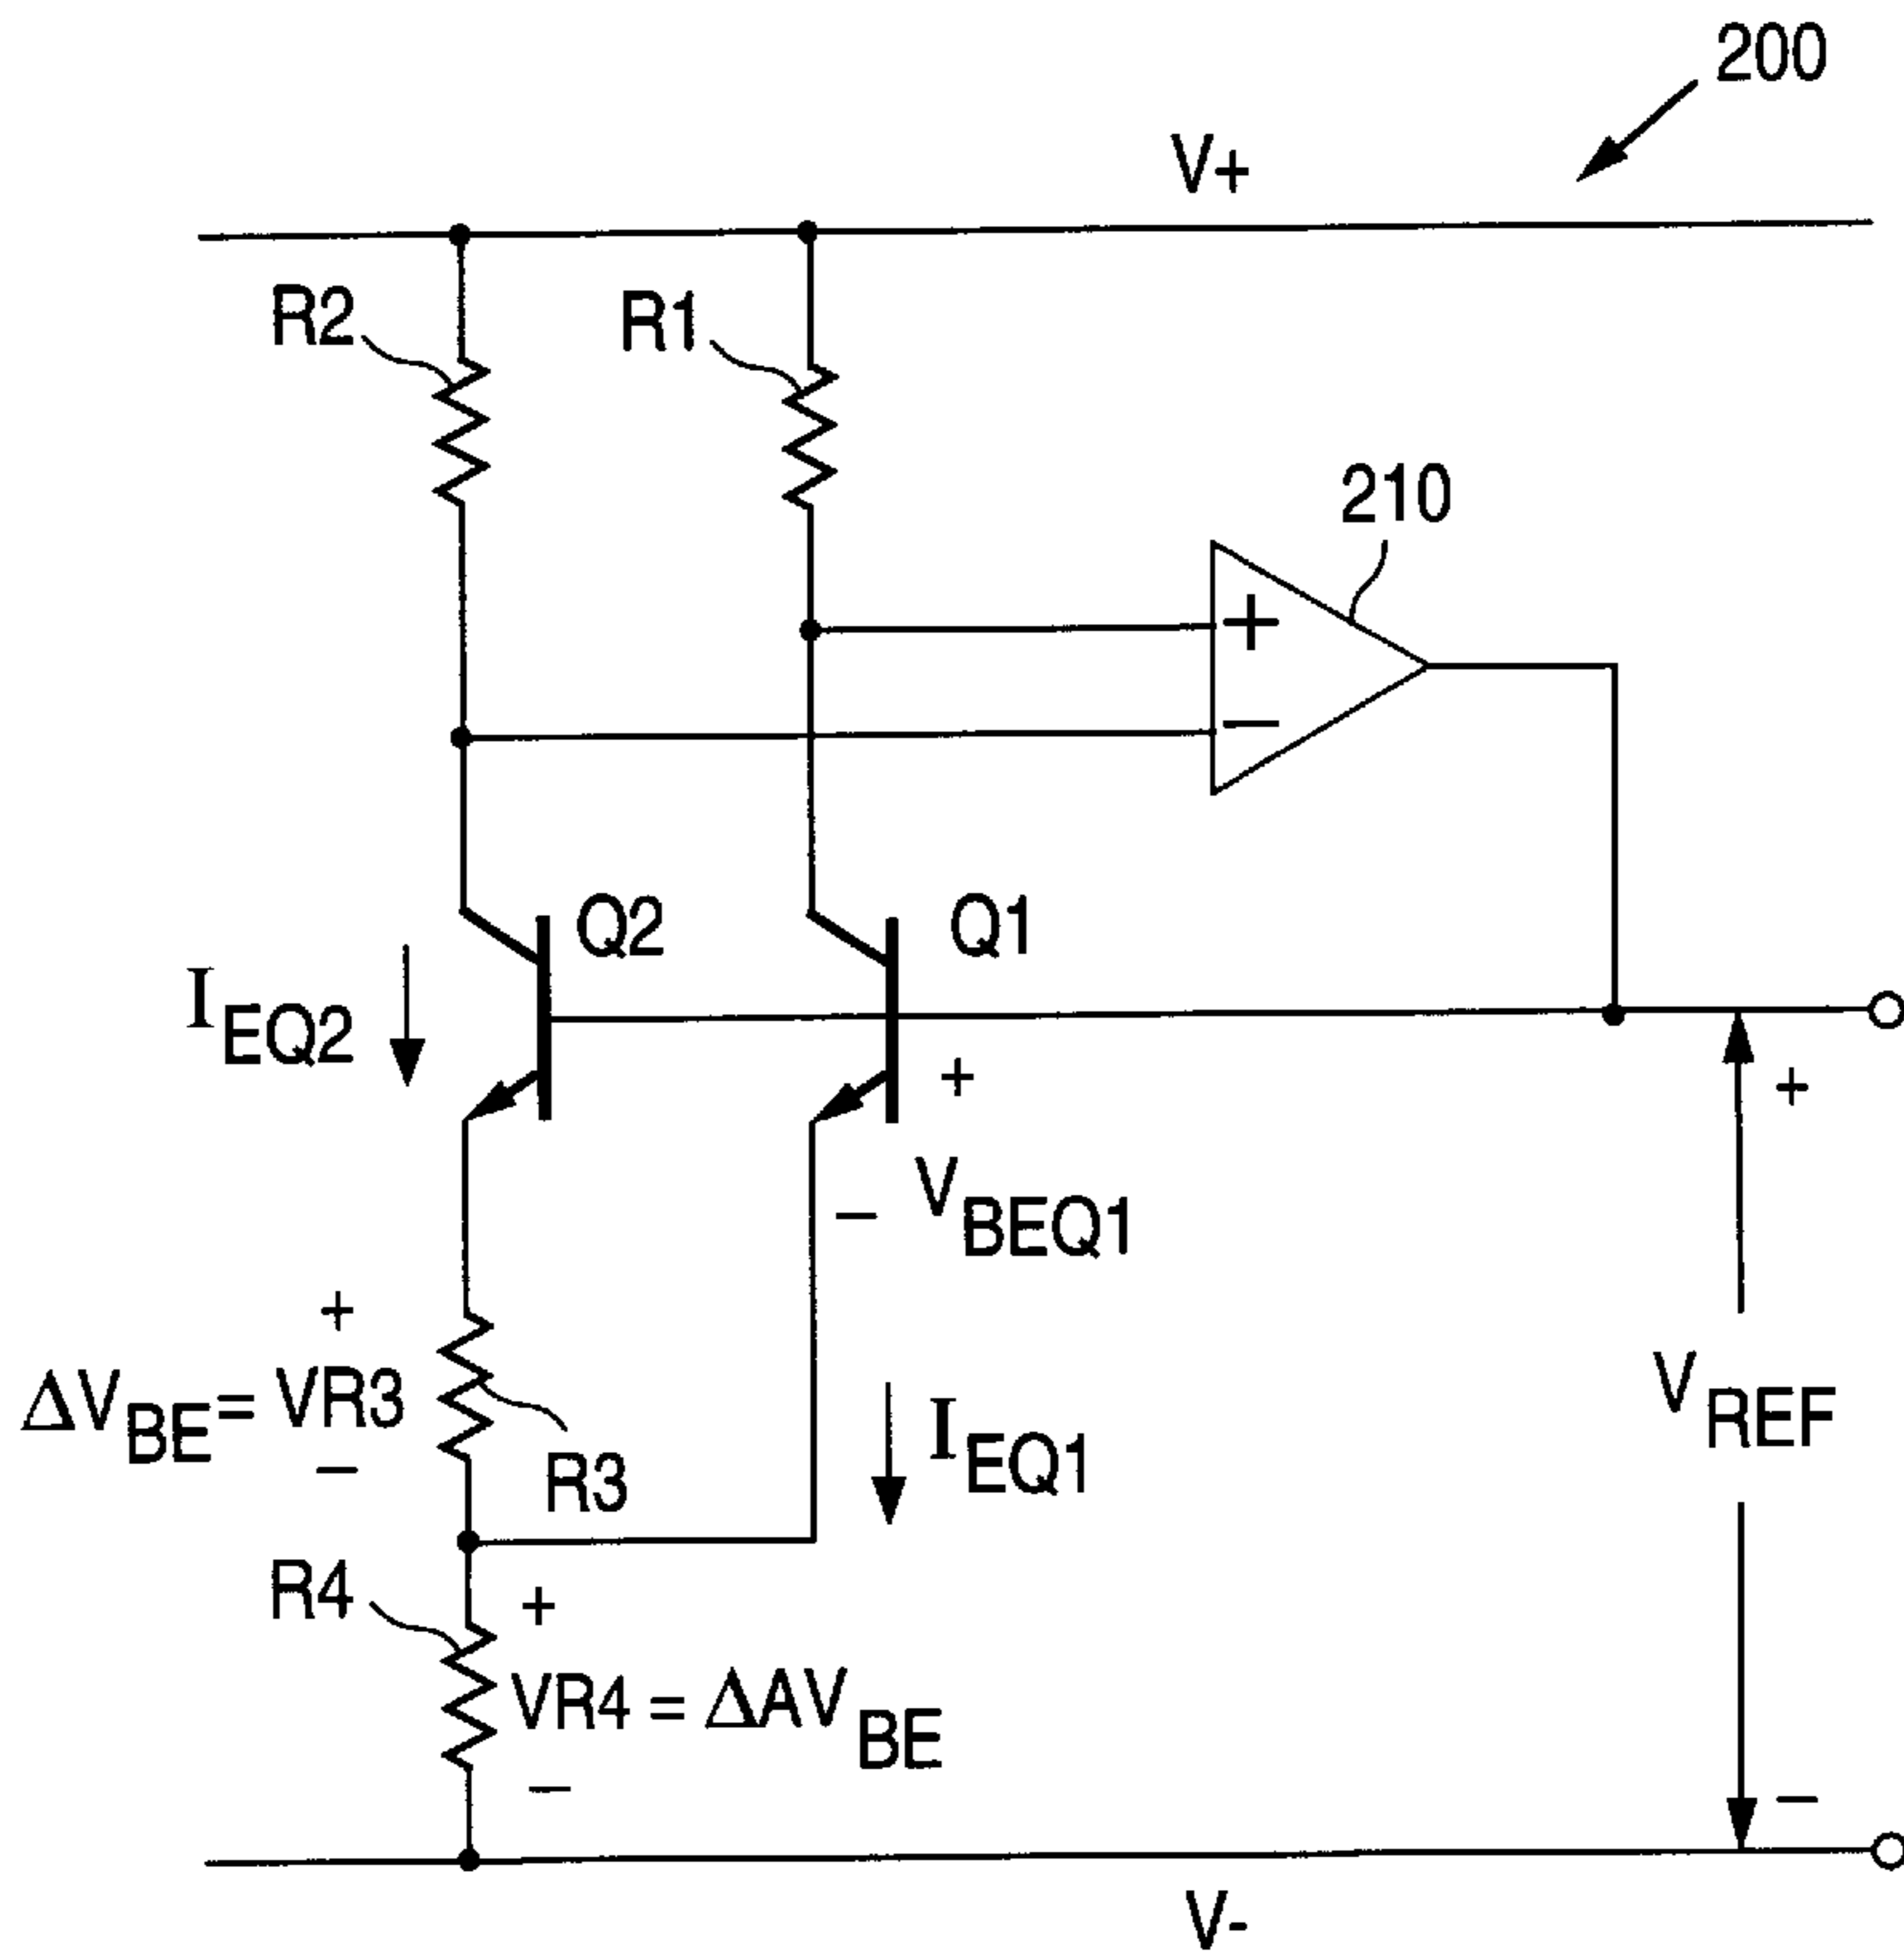 200
V+
R2
R1
210
+
−
Q2
Q1
I EQ2
+
+
− V BEQ1
+
ΔV BE = VR3
−
I EQ1
V REF
R3
R4
+
VR4 = ΔAV BE
−
−
V-